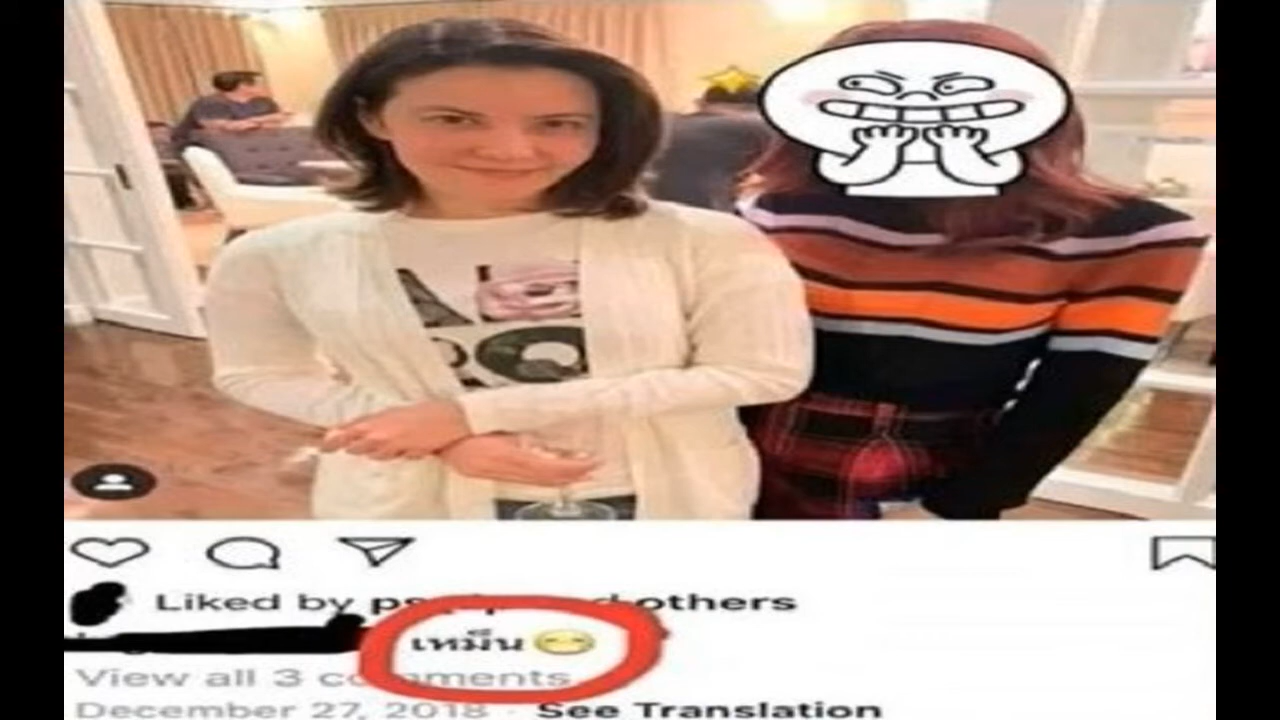 Liked by others
เหม็น 😷
View all 3 comments
December 27, 2018 · See Translation